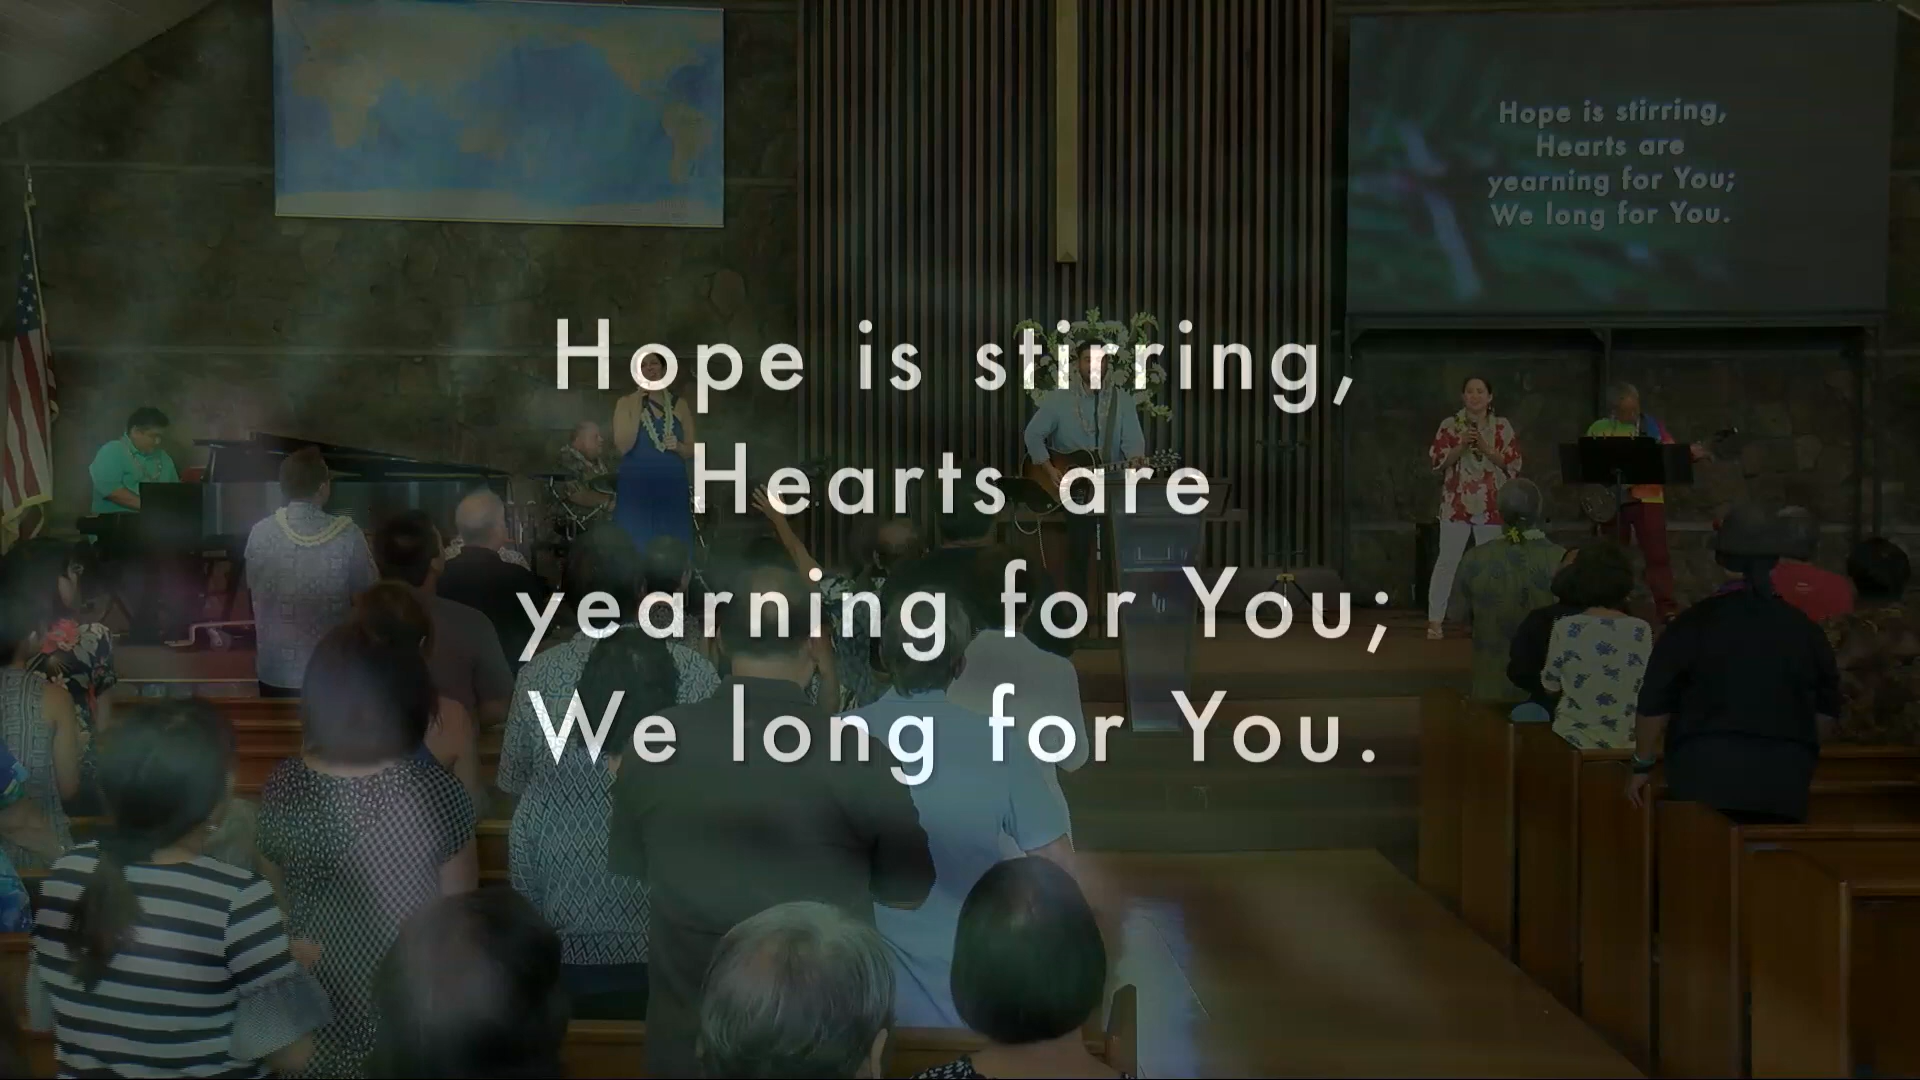 Hope is stirring,
Hearts are
yearning for You;
We long for You.
Hope is stirring,
Hearts are
yearning for You;
We long for You.